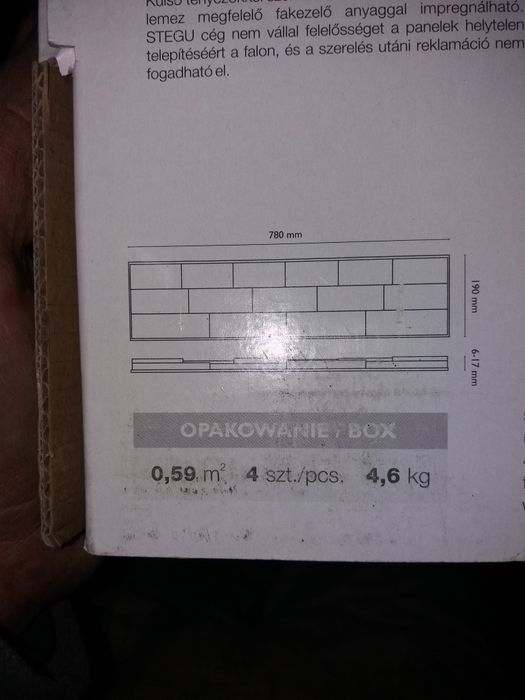 lemez megfelelő fakezelő anyaggal impregnálható.
STEGU cég nem vállal felelősséget a panelek helytelen
telepítéséért a falon, és a szerelés utáni reklamáció nem
fogadható el.
780 mm
190 mm
6-17 mm
OPAKOWANIE / BOX
0,59 m² 4 szt./pcs. 4,6 kg